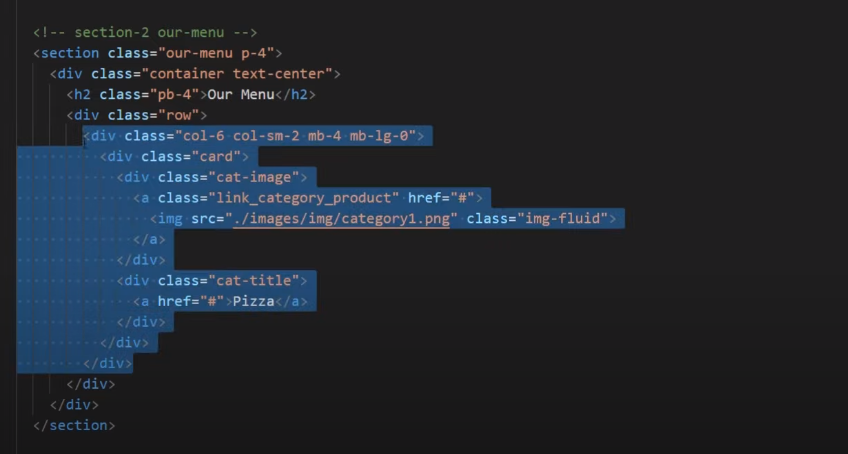 <!-- section-2 our-menu -->
<section class="our-menu p-4">
<div class="container text-center">
<h2 class="pb-4">Our Menu</h2>
<div class="row">
<div class="col-6 col-sm-2 mb-4 mb-lg-0">
<div class="card">
<div class="cat-image">
<a class="link_category_product" href="#">
<img src="./images/img/category1.png" class="img-fluid">
</a>
</div>
<div class="cat-title">
<a href="#">Pizza</a>
</div>
</div>
</div>
</div>
</div>
</section>